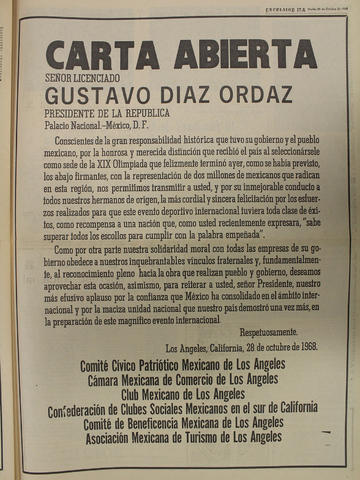 EXCELSIOR 17-A Martes 29 de Octubre de 1968
CARTA ABIERTA
SEÑOR LICENCIADO
GUSTAVO DIAZ ORDAZ
PRESIDENTE DE LA REPUBLICA
Palacio Nacional.-México, D. F.
Conscientes de la gran responsabilidad histórica que tuvo su gobierno y el pueblo
mexicano, por la honrosa y merecida distinción que recibió el país al seleccionársele
como sede de la XIX Olimpiada que felizmente terminó ayer, como se había previsto,
los abajo firmantes, con la representación de dos millones de mexicanos que radican
en esta región, nos permitimos transmitir a usted, y por su inmejorable conducto a
todos nuestros hermanos de origen, la más cordial y sincera felicitación por los esfuer-
zos realizados para que este evento deportivo internacional tuviera toda clase de éxi-
tos, como recompensa a una nación que, como usted recientemente expresara, "sabe
superar todos los escollos para cumplir con la palabra empeñada".
Como por otra parte nuestra solidaridad moral con todas las empresas de su go-
bierno obedece a nuestros inquebrantables vínculos fraternales y, fundamentalmen-
te, al reconocimiento pleno hacia la obra que realizan pueblo y gobierno, deseamos
aprovechar esta ocasión, asimismo, para reiterar a usted, señor Presidente, nuestro
más efusivo aplauso por la confianza que México ha consolidado en el ámbito interna-
cional y por la maciza unidad nacional que nuestro país demostró una vez más, en
la preparación de este magnífico evento internacional.
Respetuosamente.
Los Angeles, California, 28 de octubre de 1968.
Comité Cívico Patriótico Mexicano de Los Angeles
Cámara Mexicana de Comercio de Los Angeles
Club Mexicano de Los Angeles
Confederación de Clubes Sociales Mexicanos en el sur de California
Comité de Beneficencia Mexicana de Los Angeles
Asociación Mexicana de Turismo de Los Angeles